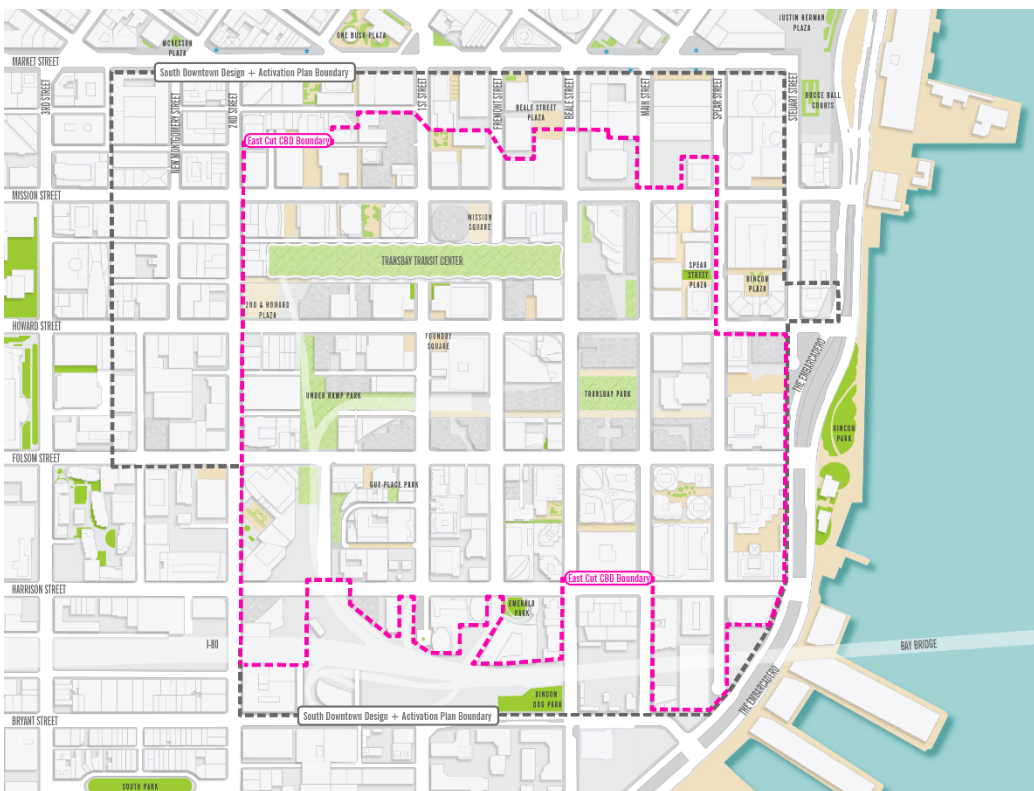 JUSTIN HERMAN
PLAZA
ONE BUSH PLAZA
MCKESSON
PLAZA
MARKET STREET
South Downtown Design + Activation Plan Boundary
3RD STREET
NEW MONTGOMERY STREET
2ND STREET
1ST STREET
FREMONT STREET
BEALE STREET
PLAZA
BEALE STREET
MAIN STREET
SPEAR STREET
STEUART STREET
BOCCE BALL
COURTS
East Cut CBD Boundary
MISSION STREET
MISSION
SQUARE
TRANSBAY TRANSIT CENTER
SPEAR
STREET
PLAZA
RINCON
PLAZA
2ND & HOWARD
PLAZA
HOWARD STREET
FOUNDRY
SQUARE
THE EMBARCADERO
UNDER RAMP PARK
TRANSBAY PARK
RINCON
PARK
FOLSOM STREET
GUY PLACE PARK
East Cut CBD Boundary
HARRISON STREET
EMERALD
PARK
I-80
BAY BRIDGE
RINCON
DOG PARK
THE EMBARCADERO
South Downtown Design + Activation Plan Boundary
BRYANT STREET
SOUTH PARK